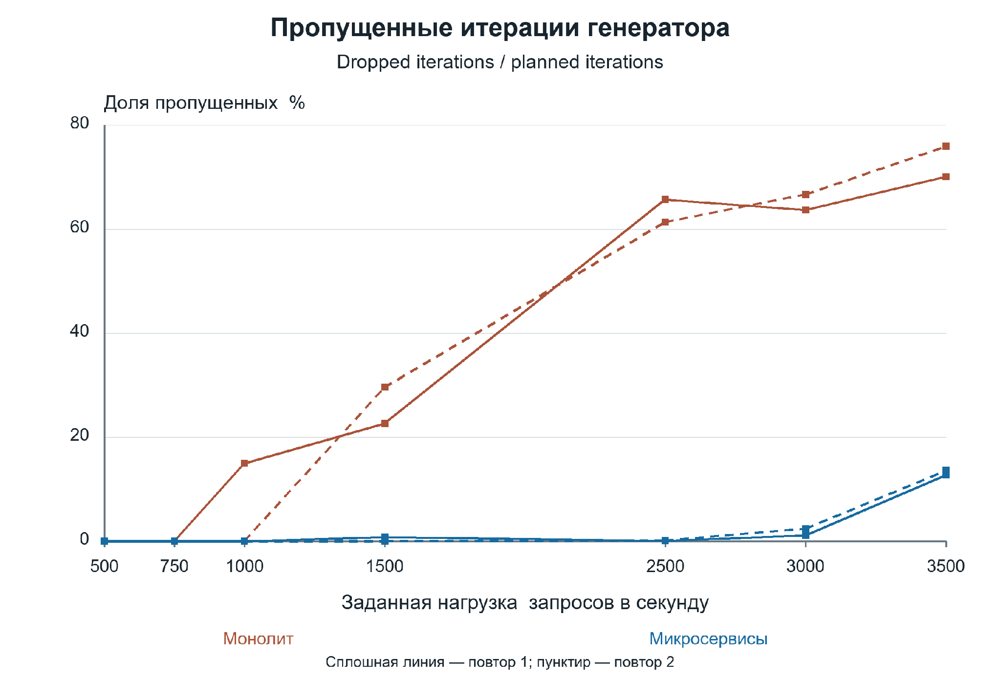 Пропущенные итерации генератора
Dropped iterations / planned iterations
Доля пропущенных  %
80
60
40
20
0
500 750 1000 1500 2500 3000 3500
Заданная нагрузка  запросов в секунду
Монолит Микросервисы
Сплошная линия — повтор 1; пунктир — повтор 2